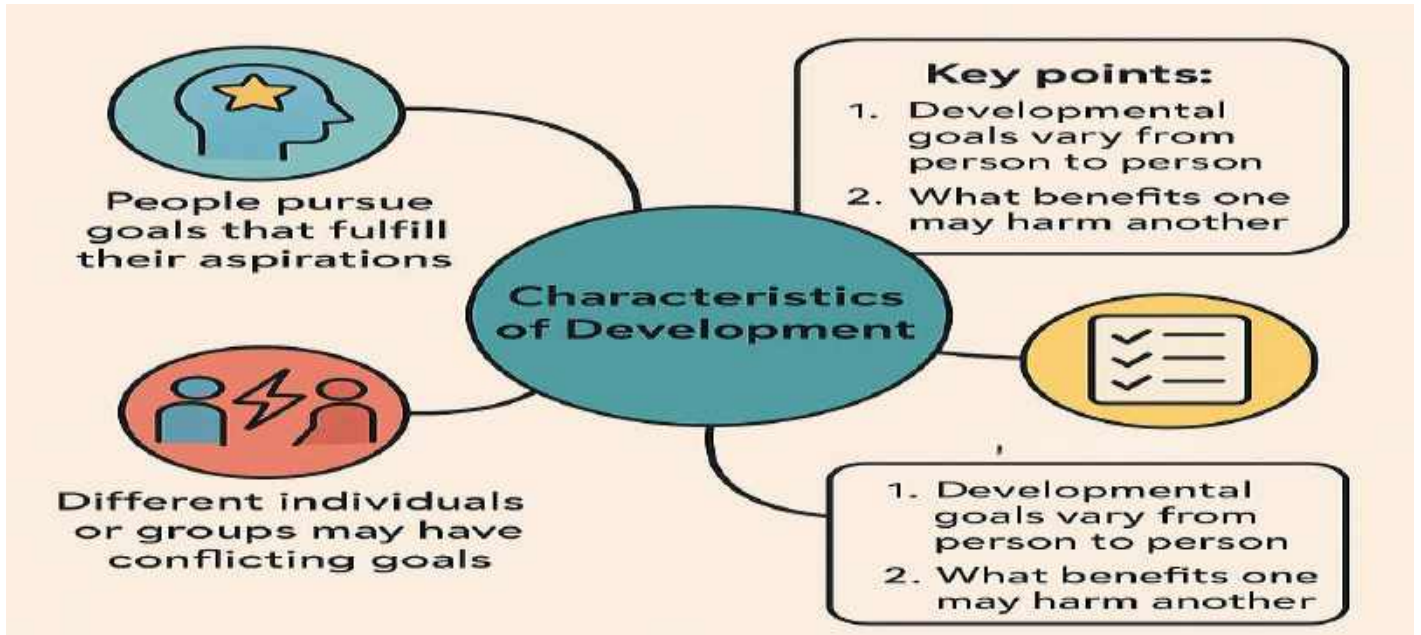 People pursue
goals that fulfill
their aspirations
Key points:
1. Developmental
goals vary from
person to person
2. What benefits one
may harm another
Characteristics
of Development
Different individuals
or groups may have
conflicting goals
1. Developmental
goals vary from
person to person
2. What benefits one
may harm another